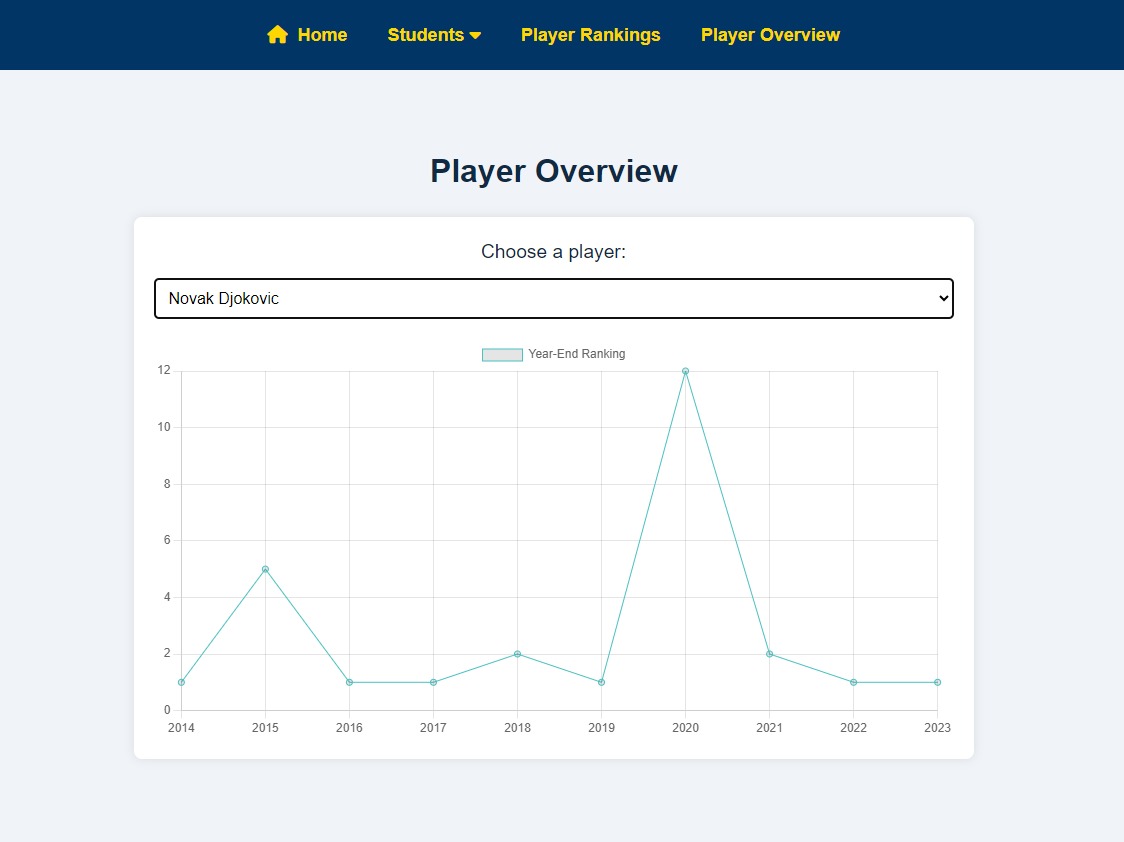 Home Students Player Rankings Player Overview
Player Overview
Choose a player:
Novak Djokovic
Year-End Ranking
12
10
8
6
4
2
0
2014 2015 2016 2017 2018 2019 2020 2021 2022 2023